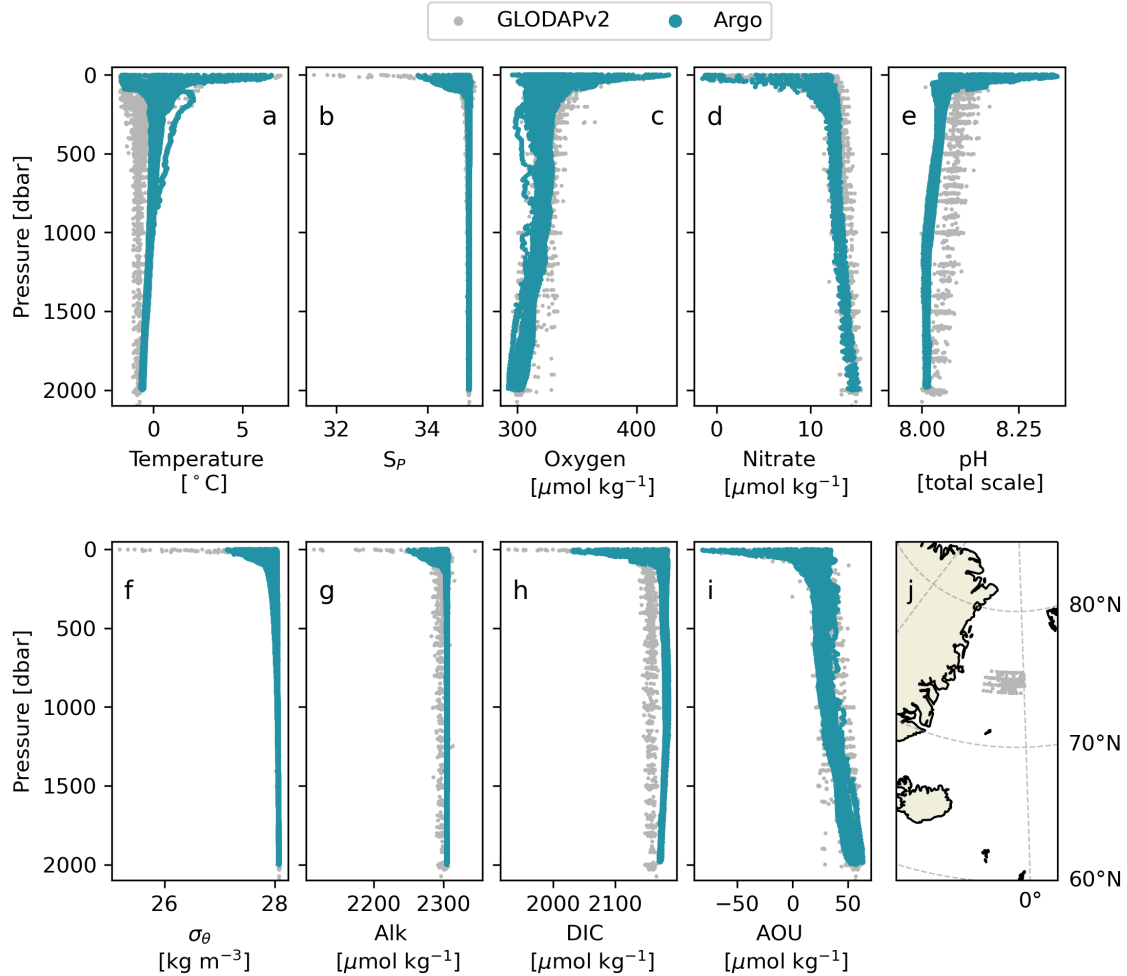 GLODAPv2 Argo
0
500
1000
1500
2000
Pressure [dbar]
a
b
c
d
e
0 5
32 34
300 400
0 10
8.00 8.25
Temperature
[°C]
S_P
Oxygen
[μmol kg⁻¹]
Nitrate
[μmol kg⁻¹]
pH
[total scale]
0
500
1000
1500
2000
Pressure [dbar]
f
g
h
i
j
80°N
70°N
60°N
26 28
2200 2300
2000 2100
−50 0 50
0°
σ_θ
[kg m⁻³]
Alk
[μmol kg⁻¹]
DIC
[μmol kg⁻¹]
AOU
[μmol kg⁻¹]